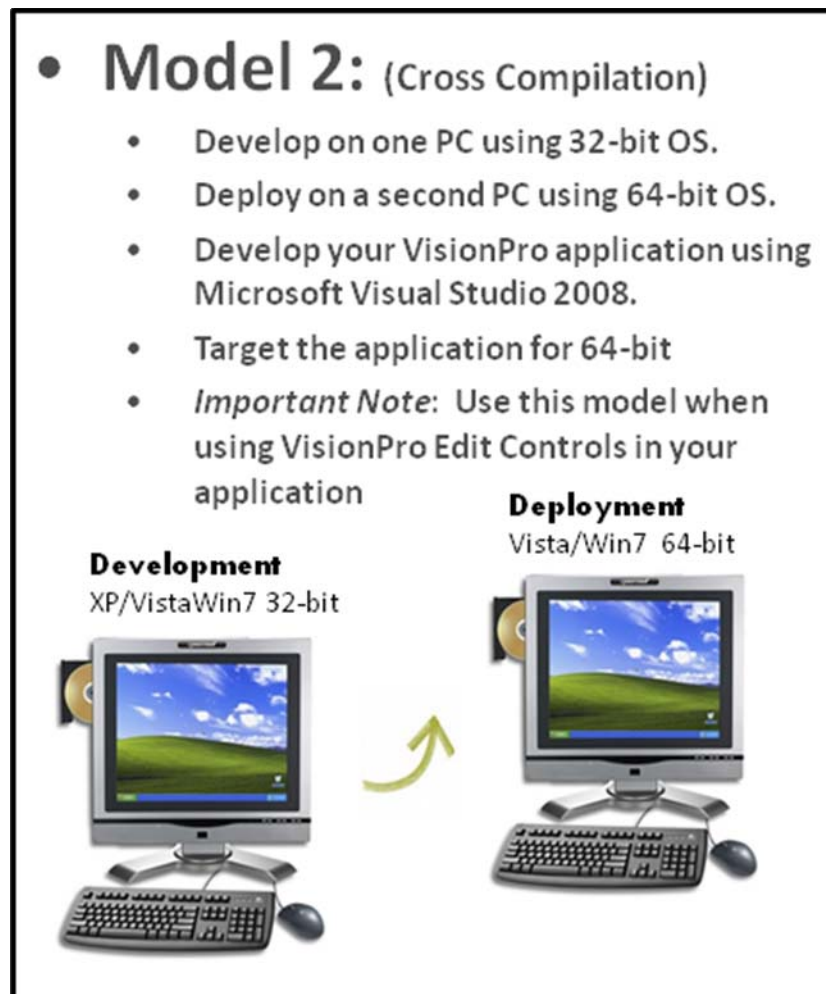 • Model 2: (Cross Compilation)
• Develop on one PC using 32-bit OS.
• Deploy on a second PC using 64-bit OS.
• Develop your VisionPro application using
Microsoft Visual Studio 2008.
• Target the application for 64-bit
• Important Note: Use this model when
using VisionPro Edit Controls in your
application
Deployment
Vista/Win7 64-bit
Development
XP/VistaWin7 32-bit